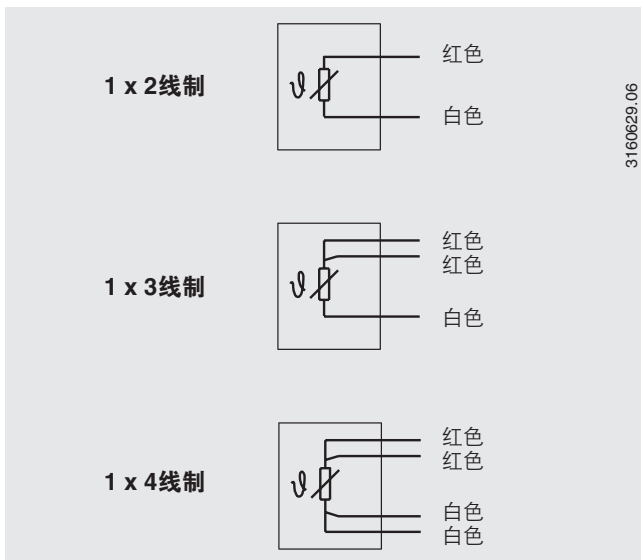 1 x 2线制
红色
白色
3160629.06
1 x 3线制
ϑ
红色
红色
白色
1 x 4线制
ϑ
红色
红色
白色
白色
ϑ